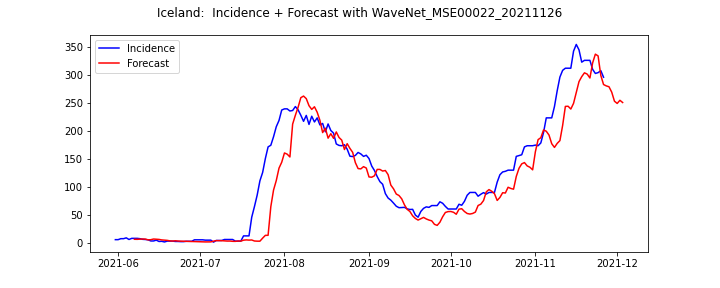 Iceland:  Incidence + Forecast with WaveNet_MSE00022_20211126
Incidence
Forecast
350
300
250
200
150
100
50
0
2021-06 2021-07 2021-08 2021-09 2021-10 2021-11 2021-12